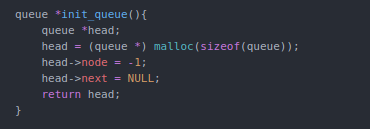 queue *init_queue(){
    queue *head;
    head = (queue *) malloc(sizeof(queue));
    head->node = -1;
    head->next = NULL;
    return head;
}